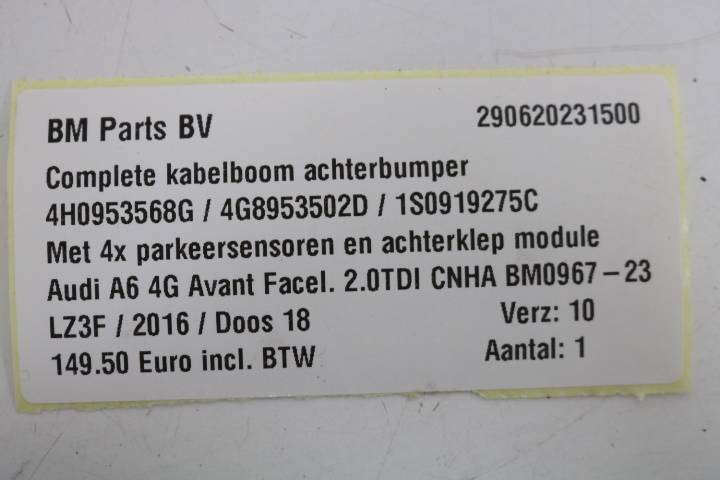 BM Parts BV 290620231500
Complete kabelboom achterbumper
4H0953568G / 4G8953502D / 1S0919275C
Met 4x parkeersensoren en achterklep module
Audi A6 4G Avant Facel. 2.0TDI CNHA BM0967-23
LZ3F / 2016 / Doos 18 Verz: 10
149.50 Euro incl. BTW Aantal: 1